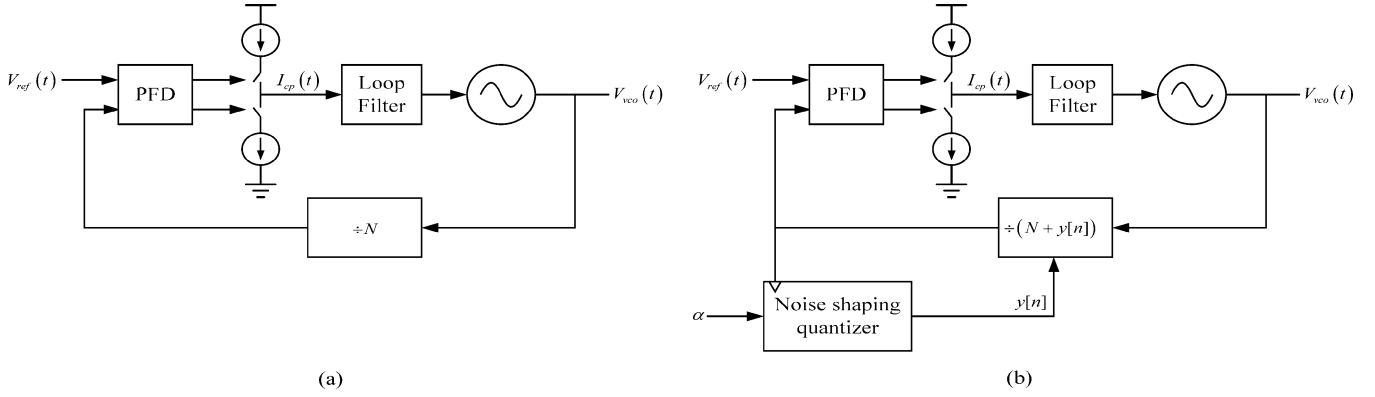 V_ref (t)
PFD
I_cp (t)
Loop
Filter
V_vco (t)
÷N
(a)
V_ref (t)
PFD
I_cp (t)
Loop
Filter
V_vco (t)
÷(N + y[n])
α
Noise shaping
quantizer
y[n]
(b)